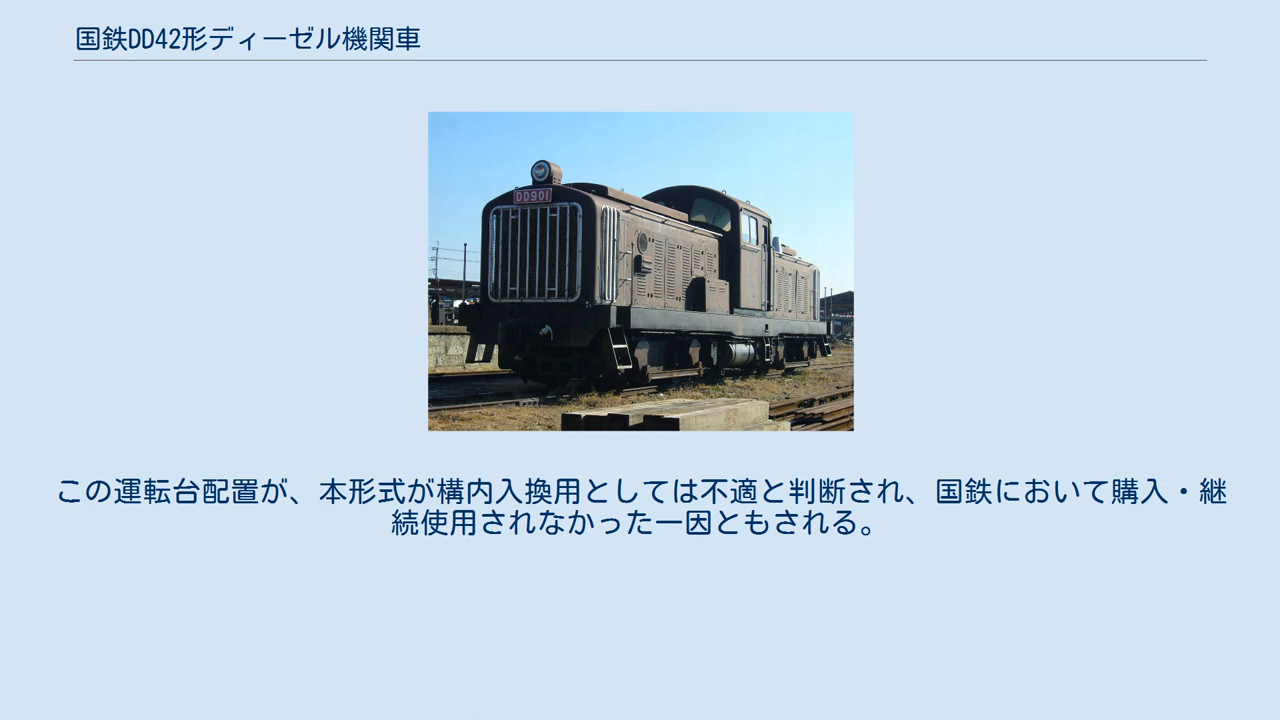 国鉄DD42形ディーゼル機関車
DD901
この運転台配置が、本形式が構内入換用としては不適と判断され、国鉄において購入・継
続使用されなかった一因ともされる。